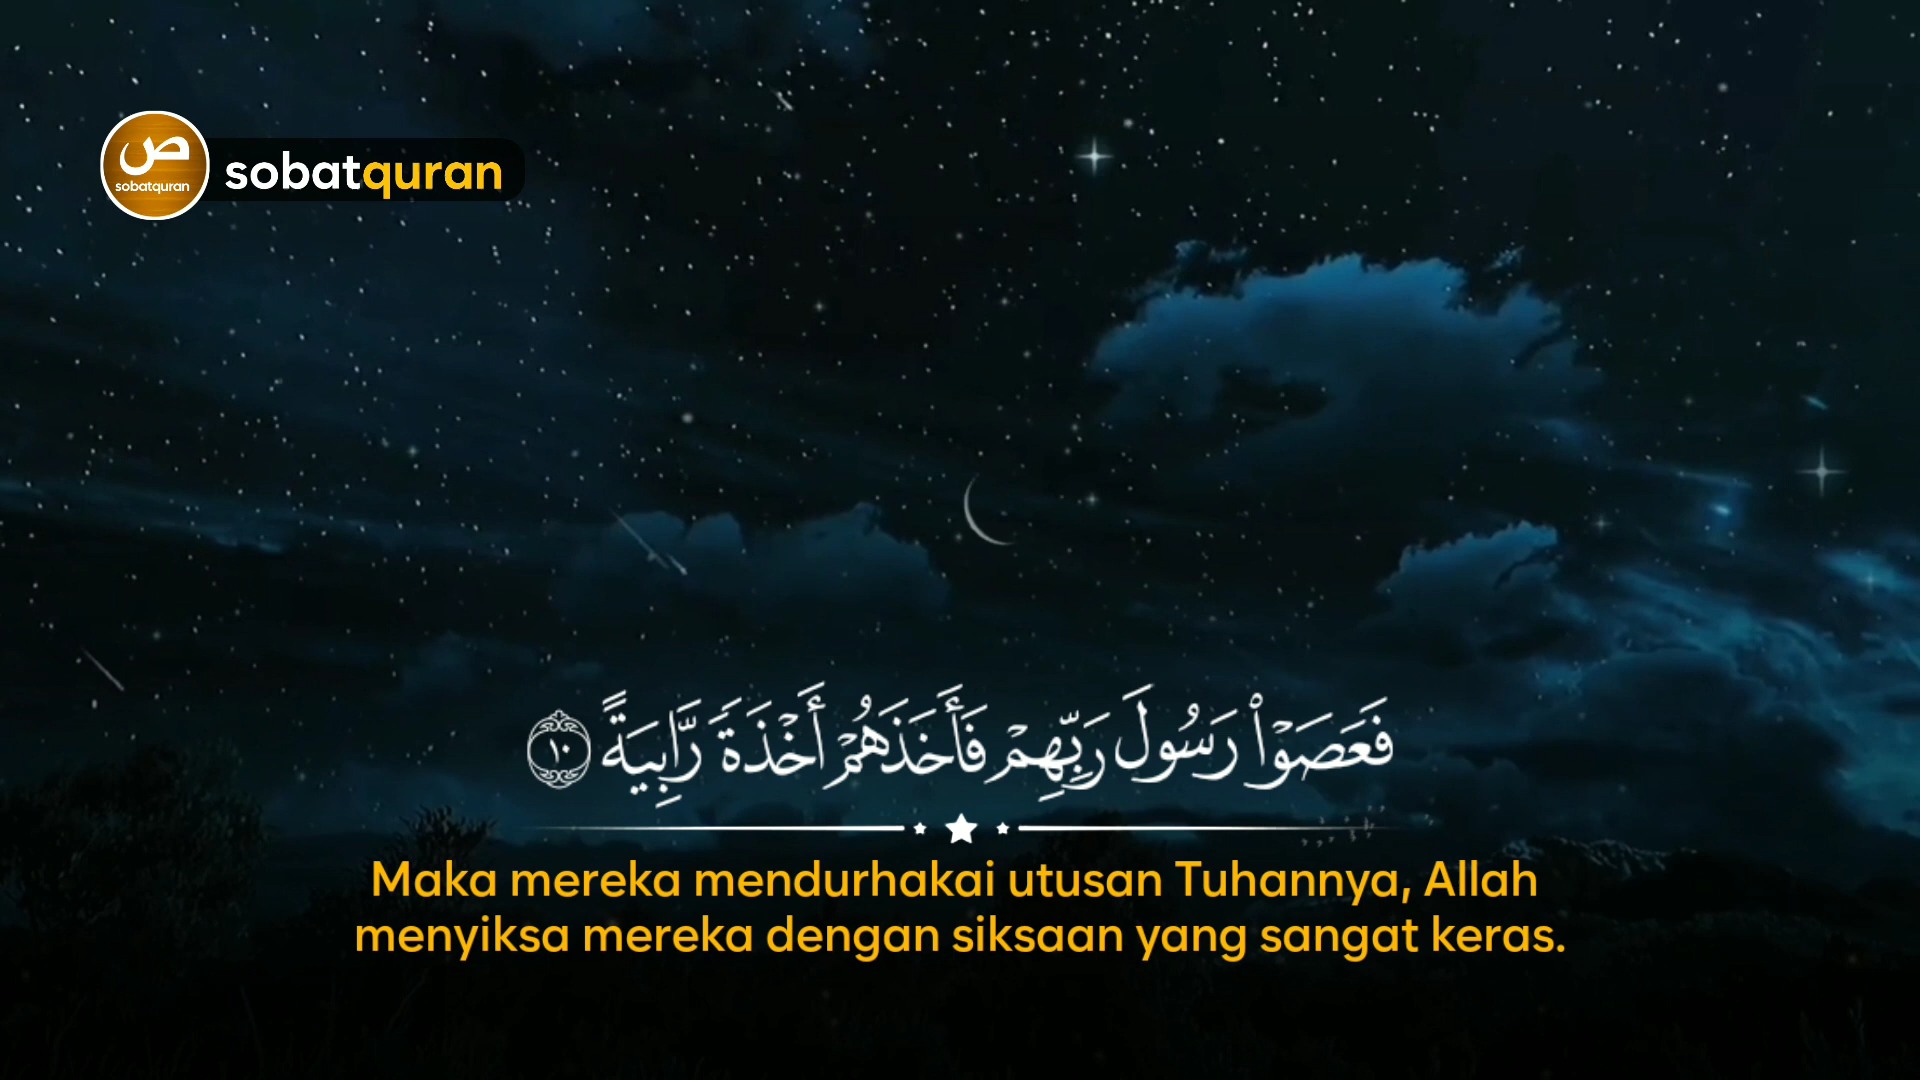 ص
sobatquran
sobatquran
فَعَصَوْا۟ رَسُولَ رَبِّهِمْ فَأَخَذَهُمْ أَخْذَةً رَّابِيَةً ١٠
Maka mereka mendurhakai utusan Tuhannya, Allah
menyiksa mereka dengan siksaan yang sangat keras.